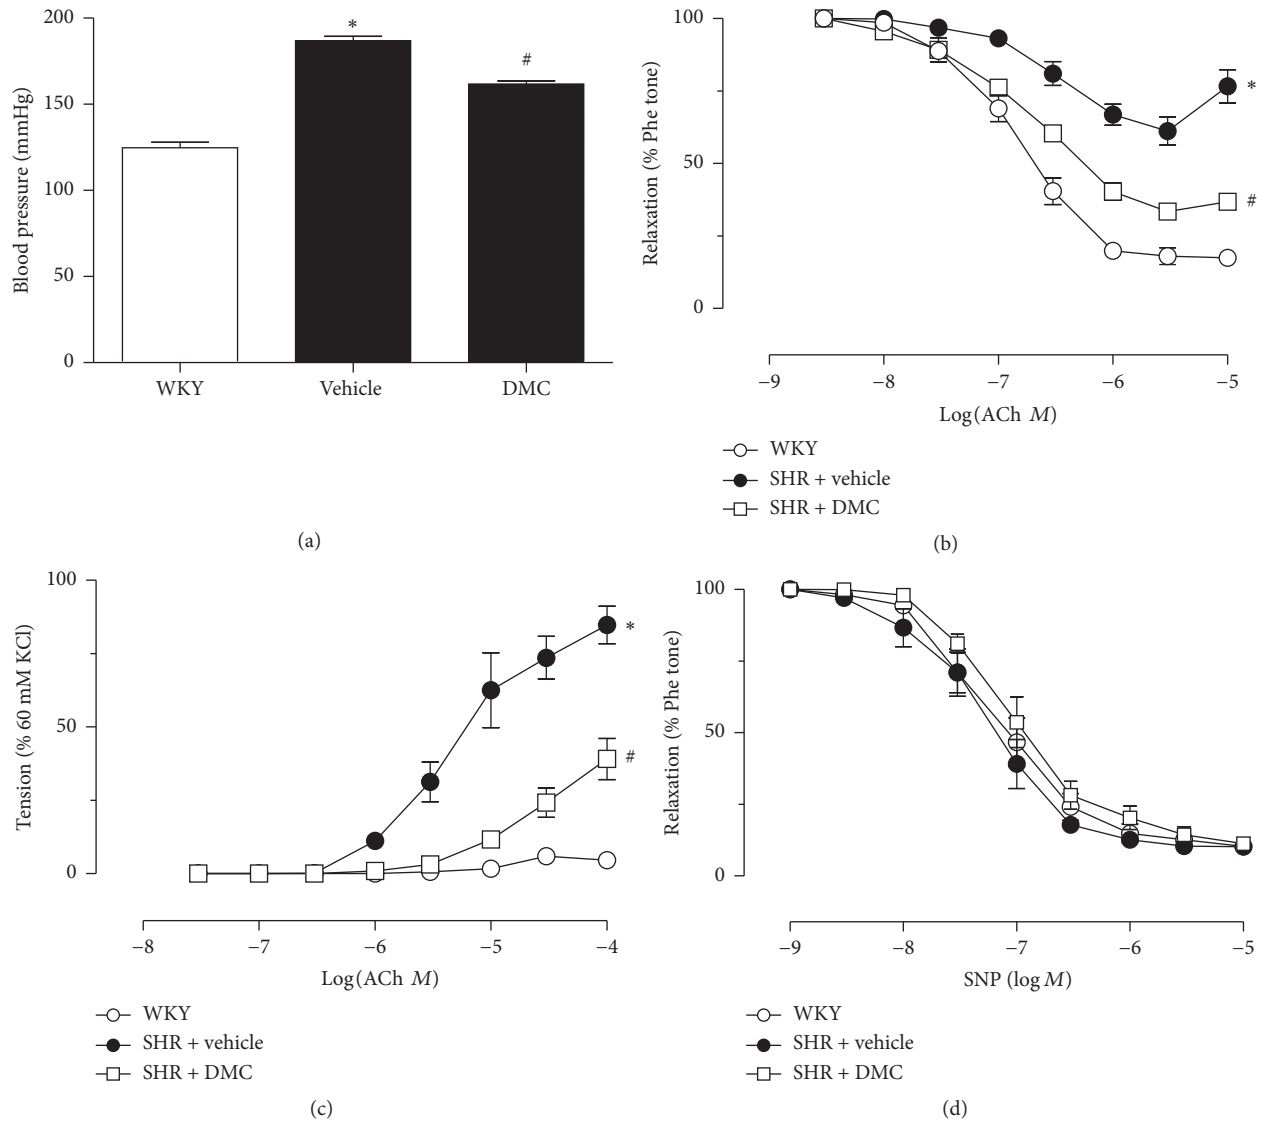 200
150
100
50
0
Blood pressure (mmHg)
*
#
WKY
Vehicle
DMC
(a)
100
50
0
Relaxation (% Phe tone)
*
#
−9
−8
−7
−6
−5
Log(ACh M)
WKY
SHR + vehicle
SHR + DMC
(b)
100
50
0
Tension (% 60 mM KCl)
*
#
−8
−7
−6
−5
−4
Log(ACh M)
WKY
SHR + vehicle
SHR + DMC
(c)
100
50
0
Relaxation (% Phe tone)
−9
−8
−7
−6
−5
SNP (log M)
WKY
SHR + vehicle
SHR + DMC
(d)